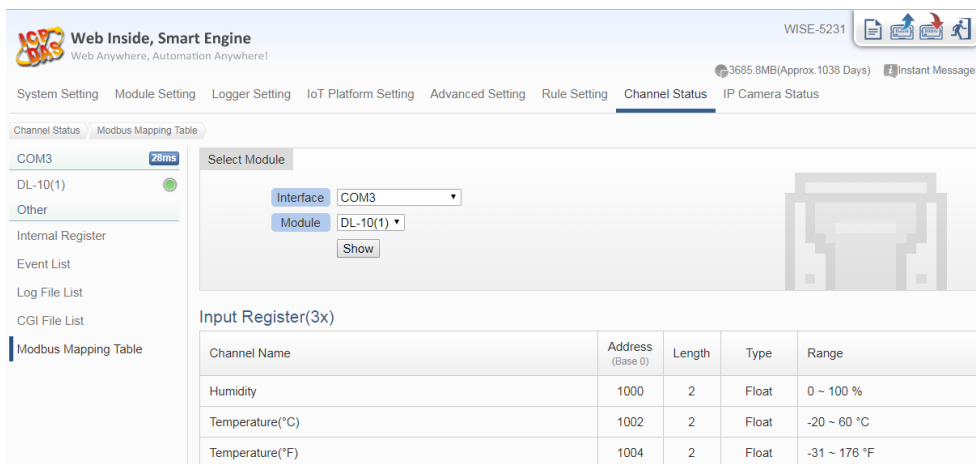 ICP DAS
Web Inside, Smart Engine
Web Anywhere, Automation Anywhere!
WISE-5231
3685.8MB(Approx.1038 Days) Instant Message
System Setting Module Setting Logger Setting IoT Platform Setting Advanced Setting Rule Setting Channel Status IP Camera Status
Channel Status Modbus Mapping Table
COM3 28ms
DL-10(1)
Other
Internal Register
Event List
Log File List
CGI File List
Modbus Mapping Table
Select Module
Interface COM3
Module DL-10(1)
Show
Input Register(3x)
Channel Name Address (Base 0) Length Type Range
Humidity 1000 2 Float 0 ~ 100 %
Temperature(°C) 1002 2 Float -20 ~ 60 °C
Temperature(°F) 1004 2 Float -31 ~ 176 °F